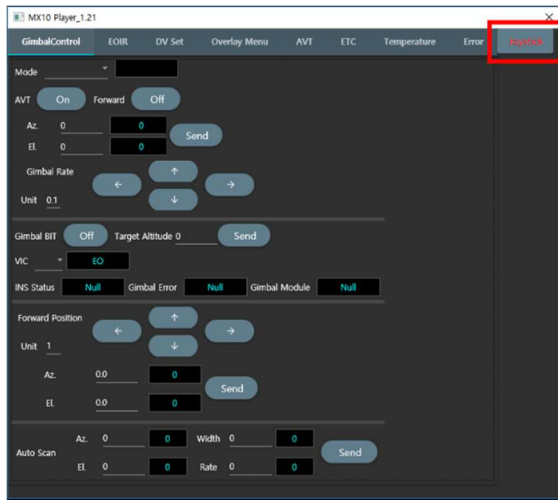 MX10 Player_1.21
GimbalControl EOIR DV Set Overlay Menu AVT ETC Temperature Error Joystick
Mode
AVT On Forward Off
Az. 0 0
Send
El. 0 0
Gimbal Rate
Unit 0.1
Gimbal BIT Off Target Altitude 0 Send
VIC EO
INS Status Null Gimbal Error Null Gimbal Module Null
Forward Position
Unit 1
Az. 0.0 0
Send
El. 0.0 0
Az. 0 0 Width 0 0
Auto Scan Send
El. 0 0 Rate 0 0